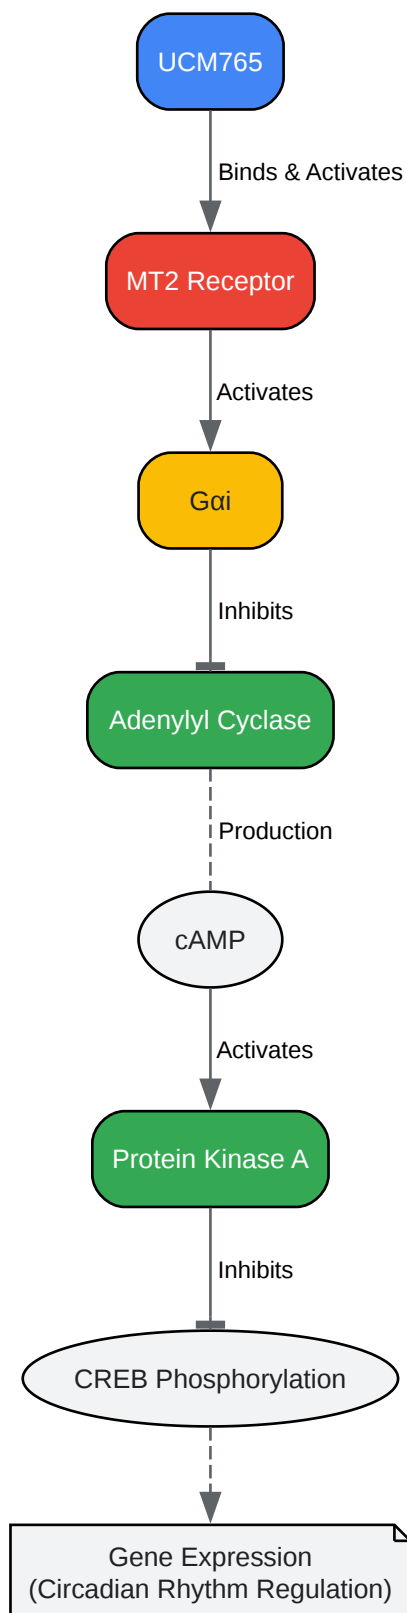 UCM765
Binds & Activates
MT2 Receptor
Activates
Gαi
Inhibits
Adenylyl Cyclase
Production
cAMP
Activates
Protein Kinase A
Inhibits
CREB Phosphorylation
Gene Expression
(Circadian Rhythm Regulation)